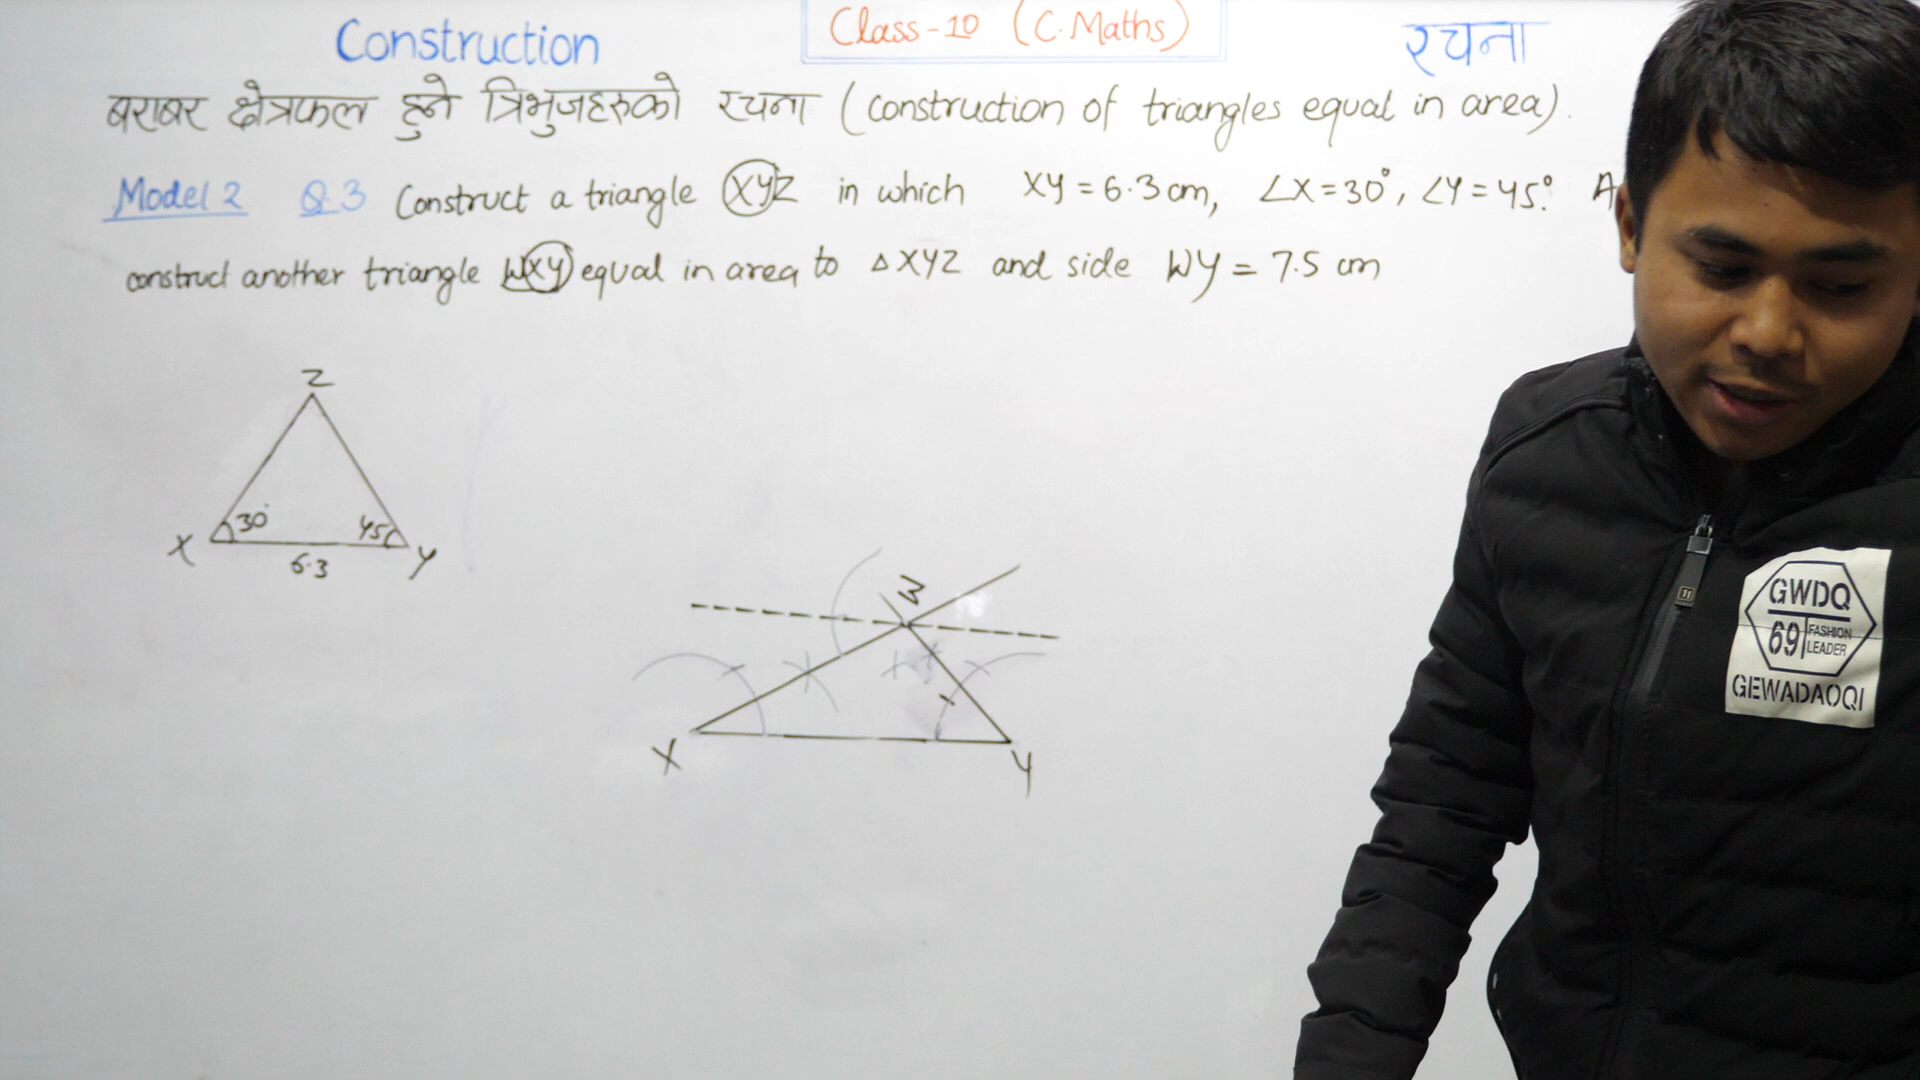 Construction
Class-10 (C.Maths)
रचना
बराबर क्षेत्रफल हुने त्रिभुजहरुको रचना (construction of triangles equal in area).
Model 2 Q.3 Construct a triangle XYZ in which XY = 6.3 cm, ∠X = 30°, ∠Y = 45°.
construct another triangle WXY equal in area to △XYZ and side WY = 7.5 cm
Z
30°
45
X
6.3
Y
W
X
Y
11
GWDQ
69 FASHION
LEADER
GEWADAOQI